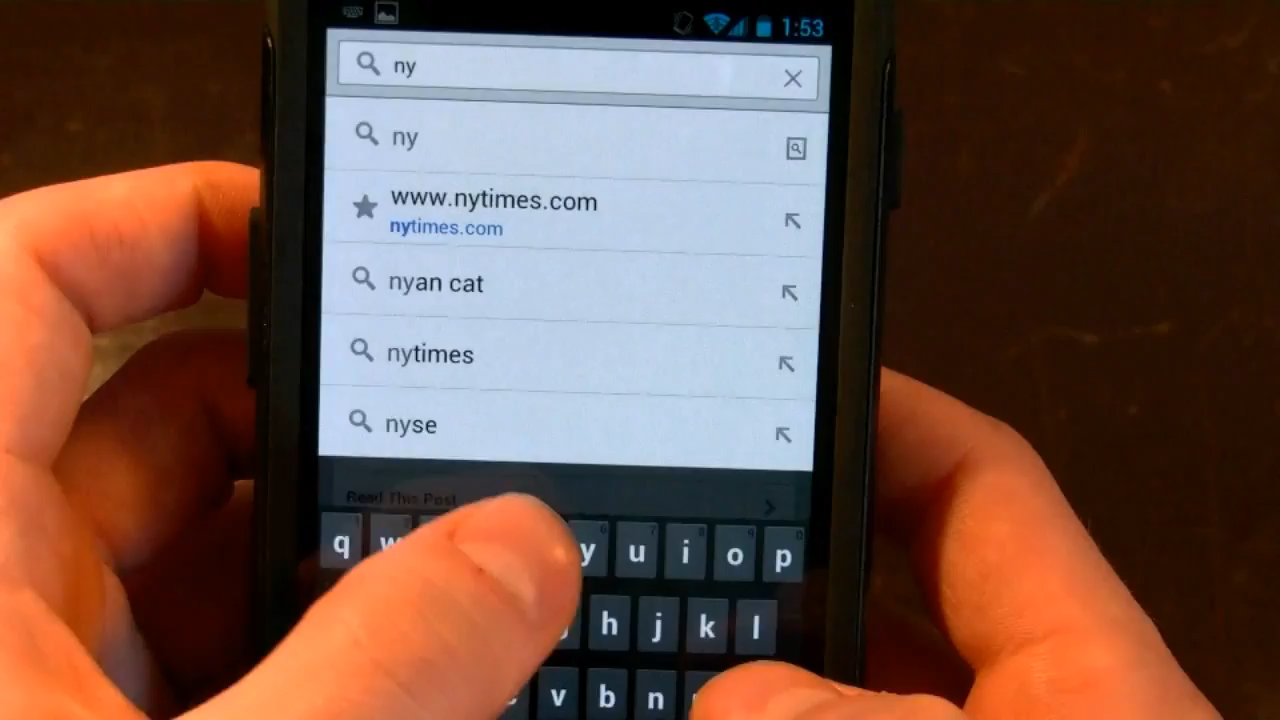 1:53
ny
ny
www.nytimes.com
nytimes.com
nyan cat
nytimes
nyse
Read This Post
q w y u i o p
h j k l
v b n